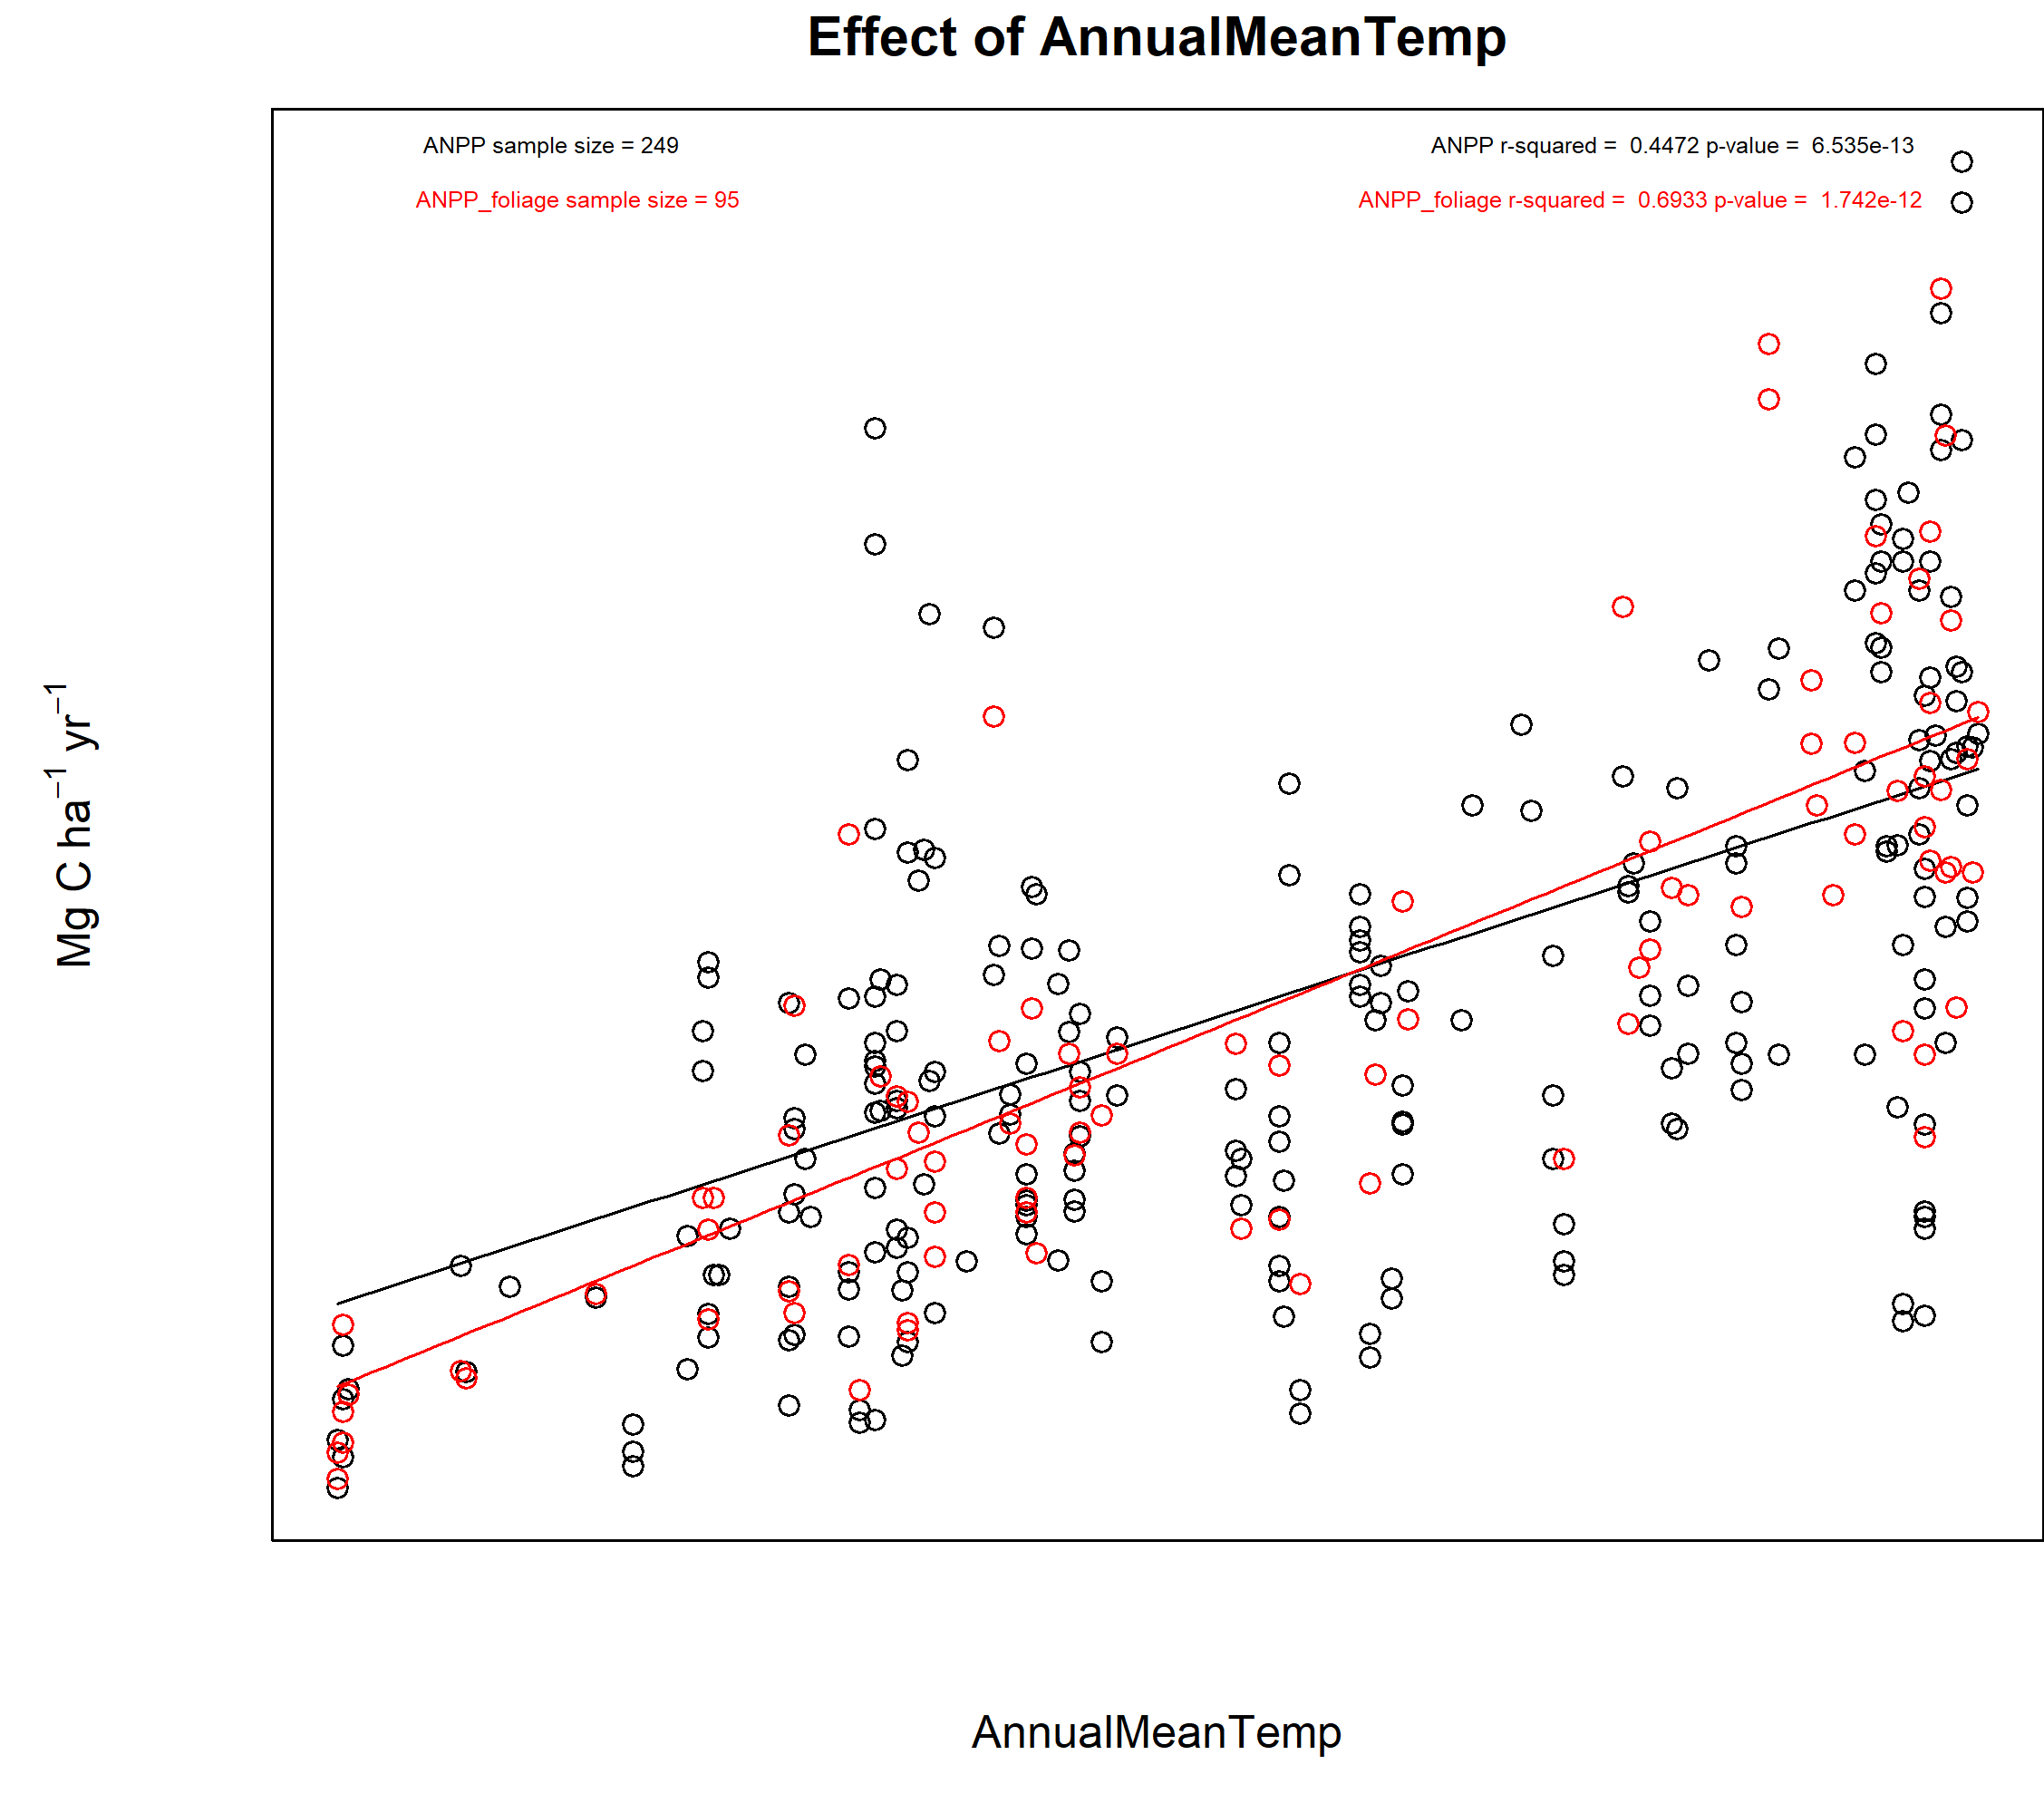 Effect of AnnualMeanTemp
ANPP sample size = 249
ANPP r-squared =  0.4472 p-value =  6.535e-13
ANPP_foliage sample size = 95
ANPP_foliage r-squared =  0.6933 p-value =  1.742e-12
Mg C ha⁻¹ yr⁻¹
AnnualMeanTemp